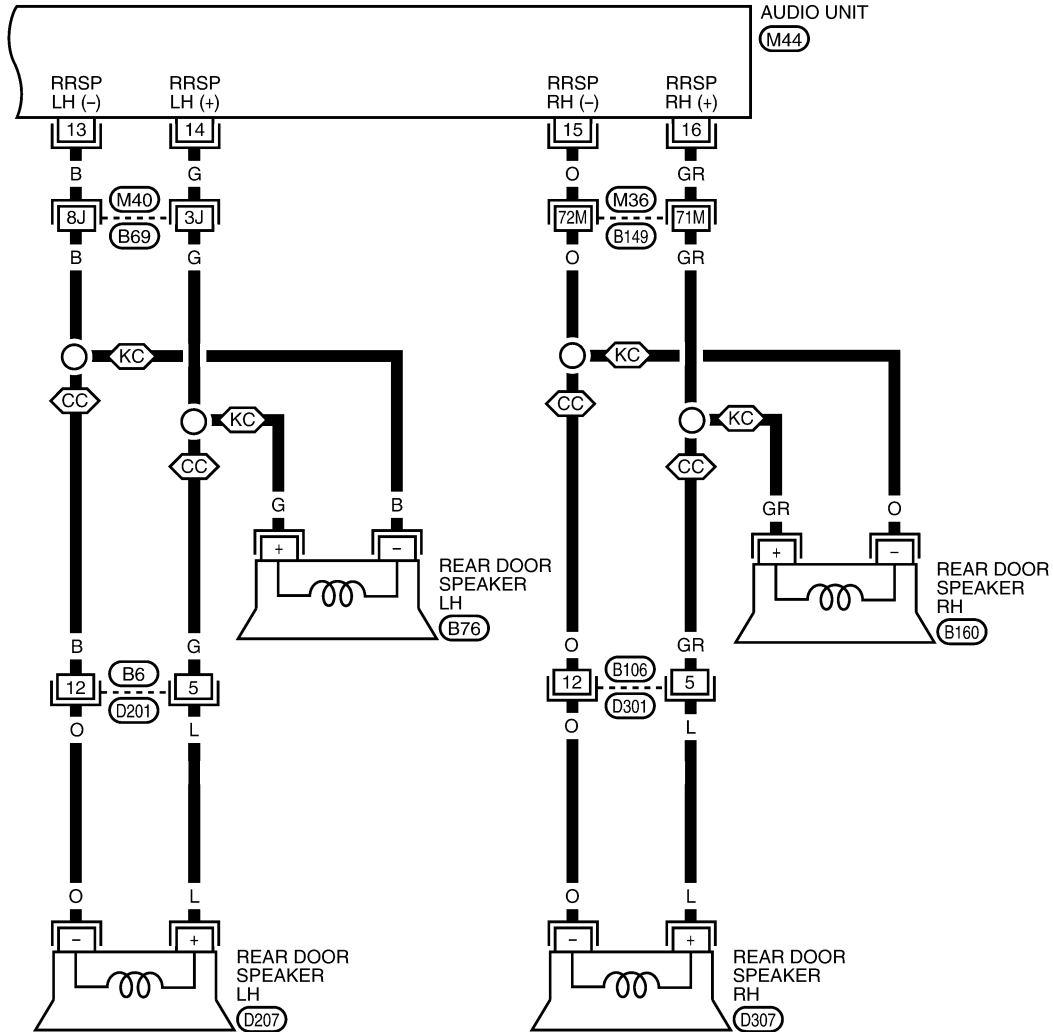 AUDIO UNIT
M44
RRSP RRSP RRSP RRSP
LH (–) LH (+) RH (–) RH (+)
13 14 15 16
B G O GR
M40 M36
8J 3J 72M 71M
B69 B149
B G O GR
KC KC
CC CC
KC KC
CC CC
G B GR O
+ – + –
REAR DOOR
SPEAKER
LH
B76
REAR DOOR
SPEAKER
RH
B160
B G O GR
B6 B106
12 5 12 5
D201 D301
O L O L
O L O L
– + – +
REAR DOOR
SPEAKER
LH
D207
REAR DOOR
SPEAKER
RH
D307